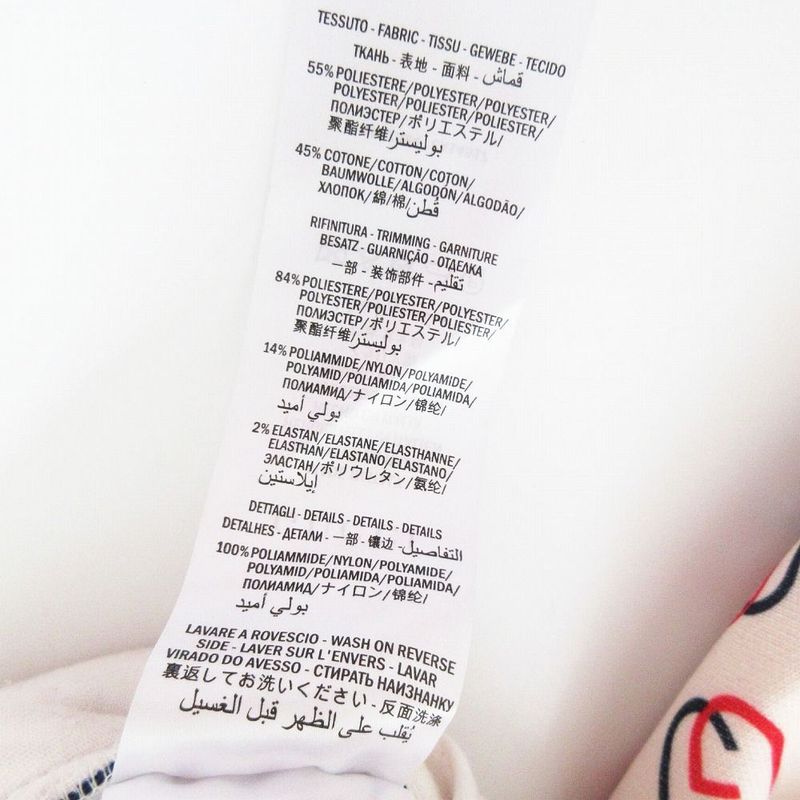 TESSUTO - FABRIC - TISSU - GEWEBE - TECIDO
ТКАНЬ - 表地 - 面料 - قماش
55% POLIESTERE/POLYESTER/POLYESTER/
POLYESTER/POLIESTER/POLIESTER/
ПОЛИЭСТЕР/ポリエステル/
聚酯纤维/بوليستر
45% COTONE/COTTON/COTON/
BAUMWOLLE/ALGODÓN/ALGODÃO/
ХЛОПОК/綿/棉/قُطن
RIFINITURA - TRIMMING - GARNITURE
BESATZ - GUARNIÇÃO - ОТДЕЛКА
一部 - 装饰部件 - تقليم
84% POLIESTERE/POLYESTER/POLYESTER/
POLYESTER/POLIESTER/POLIESTER/
ПОЛИЭСТЕР/ポリエステル/
聚酯纤维/بوليستر
14% POLIAMMIDE/NYLON/POLYAMIDE/
POLYAMID/POLIAMIDA/POLIAMIDA/
ПОЛИАМИД/ナイロン/锦纶/
بولي أميد
2% ELASTAN/ELASTANE/ELASTHANNE/
ELASTHAN/ELASTANO/ELASTANO/
ЭЛАСТАН/ポリウレタン/氨纶/
إيلاستين
DETTAGLI - DETAILS - DETAILS - DETAILS
DETALHES - ДЕТАЛИ - 一部 - 镶边 - التفاصيل
100% POLIAMMIDE/NYLON/POLYAMIDE/
POLYAMID/POLIAMIDA/POLIAMIDA/
ПОЛИАМИД/ナイロン/锦纶/
بولي أميد
LAVARE A ROVESCIO - WASH ON REVERSE
SIDE - LAVER SUR L'ENVERS - LAVAR
VIRADO DO AVESSO - СТИРАТЬ НАИЗНАНКУ
裏返してお洗いください - 反面洗涤
يُقلب على الظهر قبل الغسيل